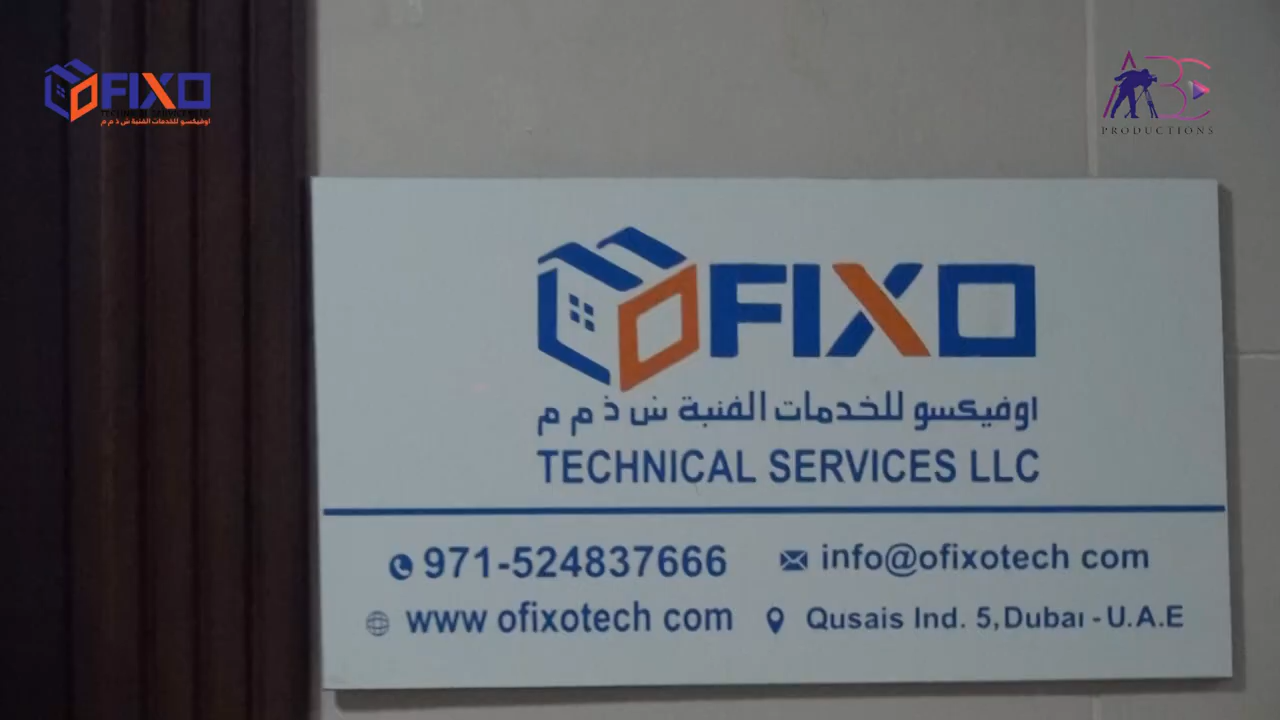 OFIXO
اوفيكسو للخدمات الفنية ش ذ م م
ABE
PRODUCTIONS
OFIXO
اوفيكسو للخدمات الفنية ش ذ م م
TECHNICAL SERVICES LLC
971-524837666
info@ofixotech com
www ofixotech com
Qusais Ind. 5, Dubai - U.A.E